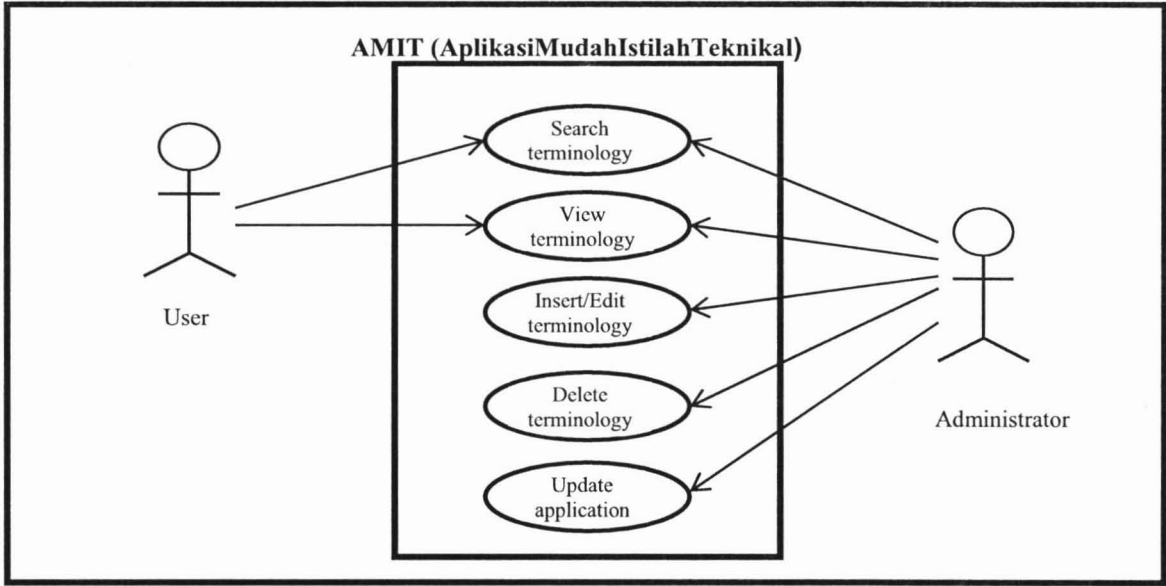 AMIT (AplikasiMudahIstilahTeknikal)
Search
terminology
View
terminology
Insert/Edit
terminology
Delete
terminology
Update
application
User
Administrator